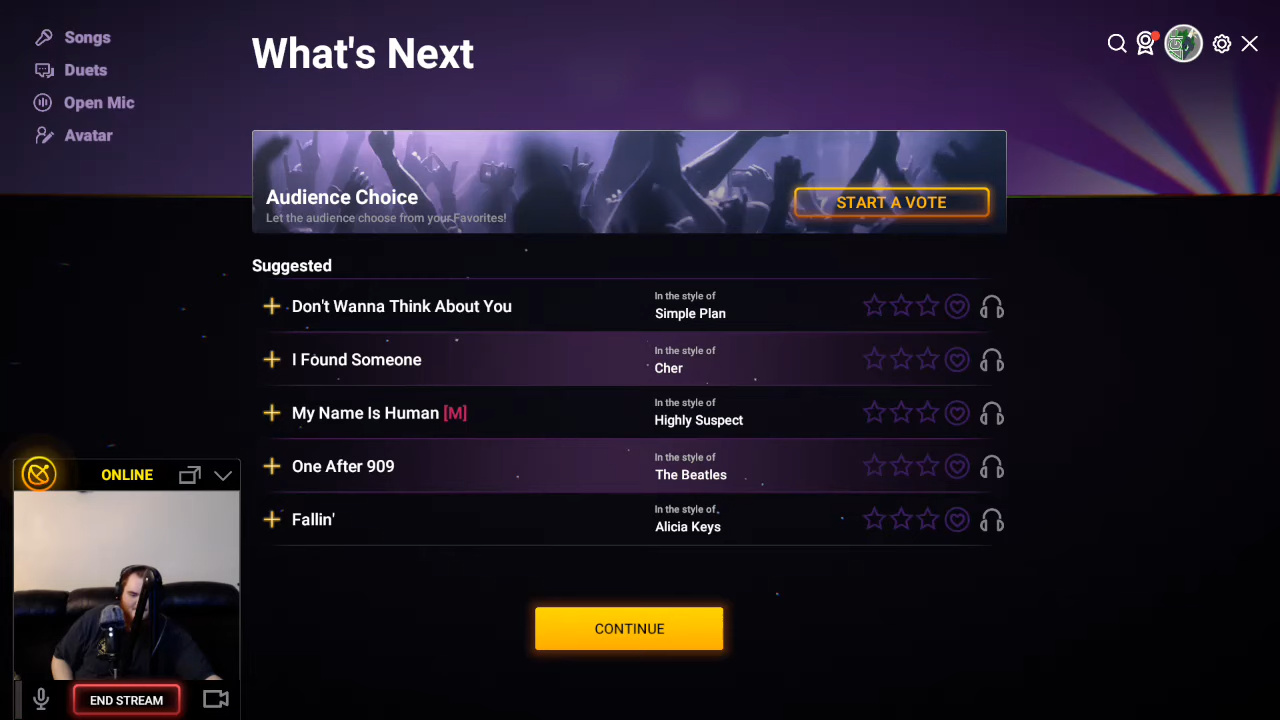 Songs
Duets
Open Mic
Avatar
What's Next
Audience Choice
Let the audience choose from your Favorites!
START A VOTE
Suggested
Don't Wanna Think About You
In the style of
Simple Plan
I Found Someone
In the style of
Cher
My Name Is Human [M]
In the style of
Highly Suspect
One After 909
In the style of
The Beatles
Fallin'
In the style of
Alicia Keys
CONTINUE
ONLINE
END STREAM